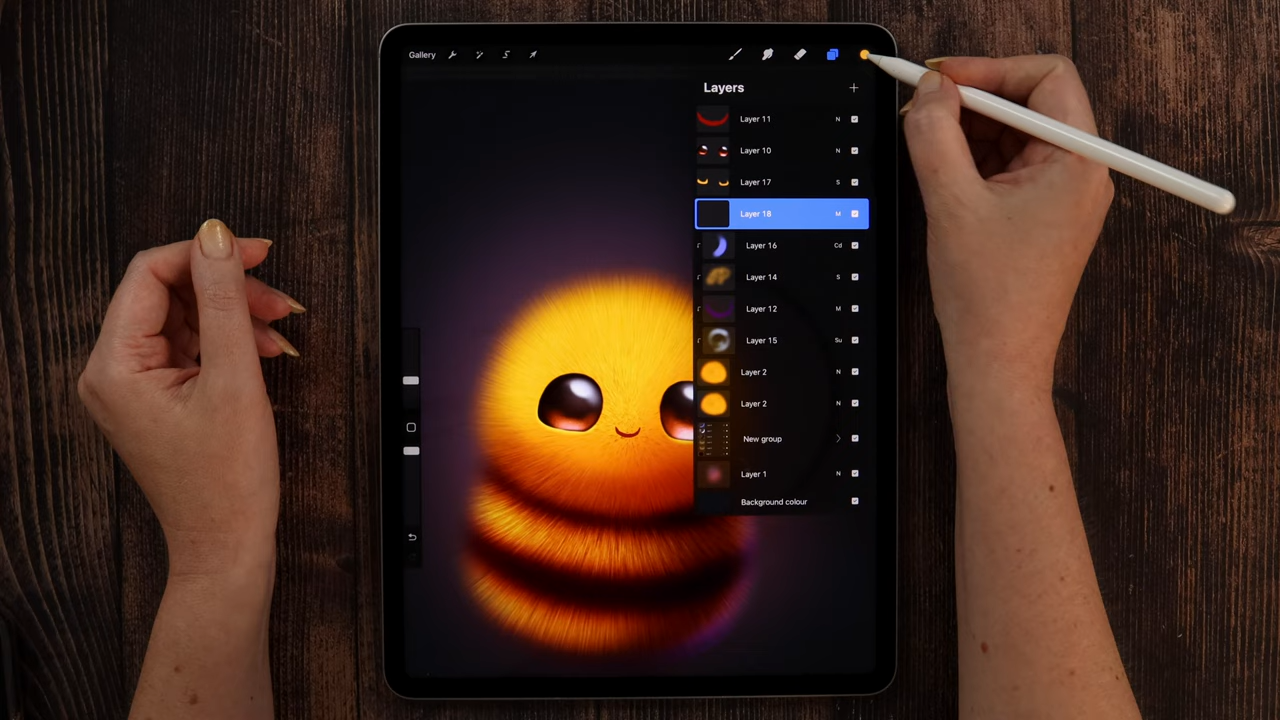 Gallery
Layers
Layer 11 N
Layer 10 N
Layer 17 S
Layer 18 M
Layer 16 Cd
Layer 14 S
Layer 12 M
Layer 15 Su
Layer 2 N
Layer 2 N
New group
Layer 1 N
Background colour